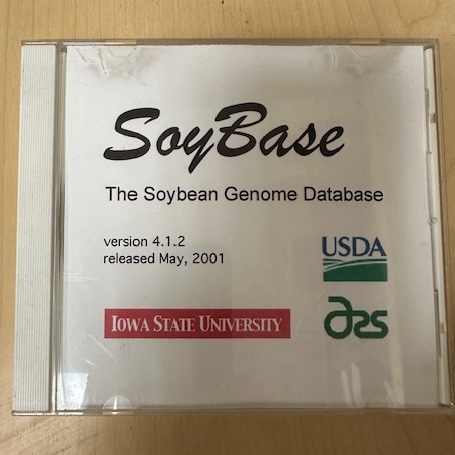 SoyBase
The Soybean Genome Database
version 4.1.2
released May, 2001
USDA
IOWA STATE UNIVERSITY
ars